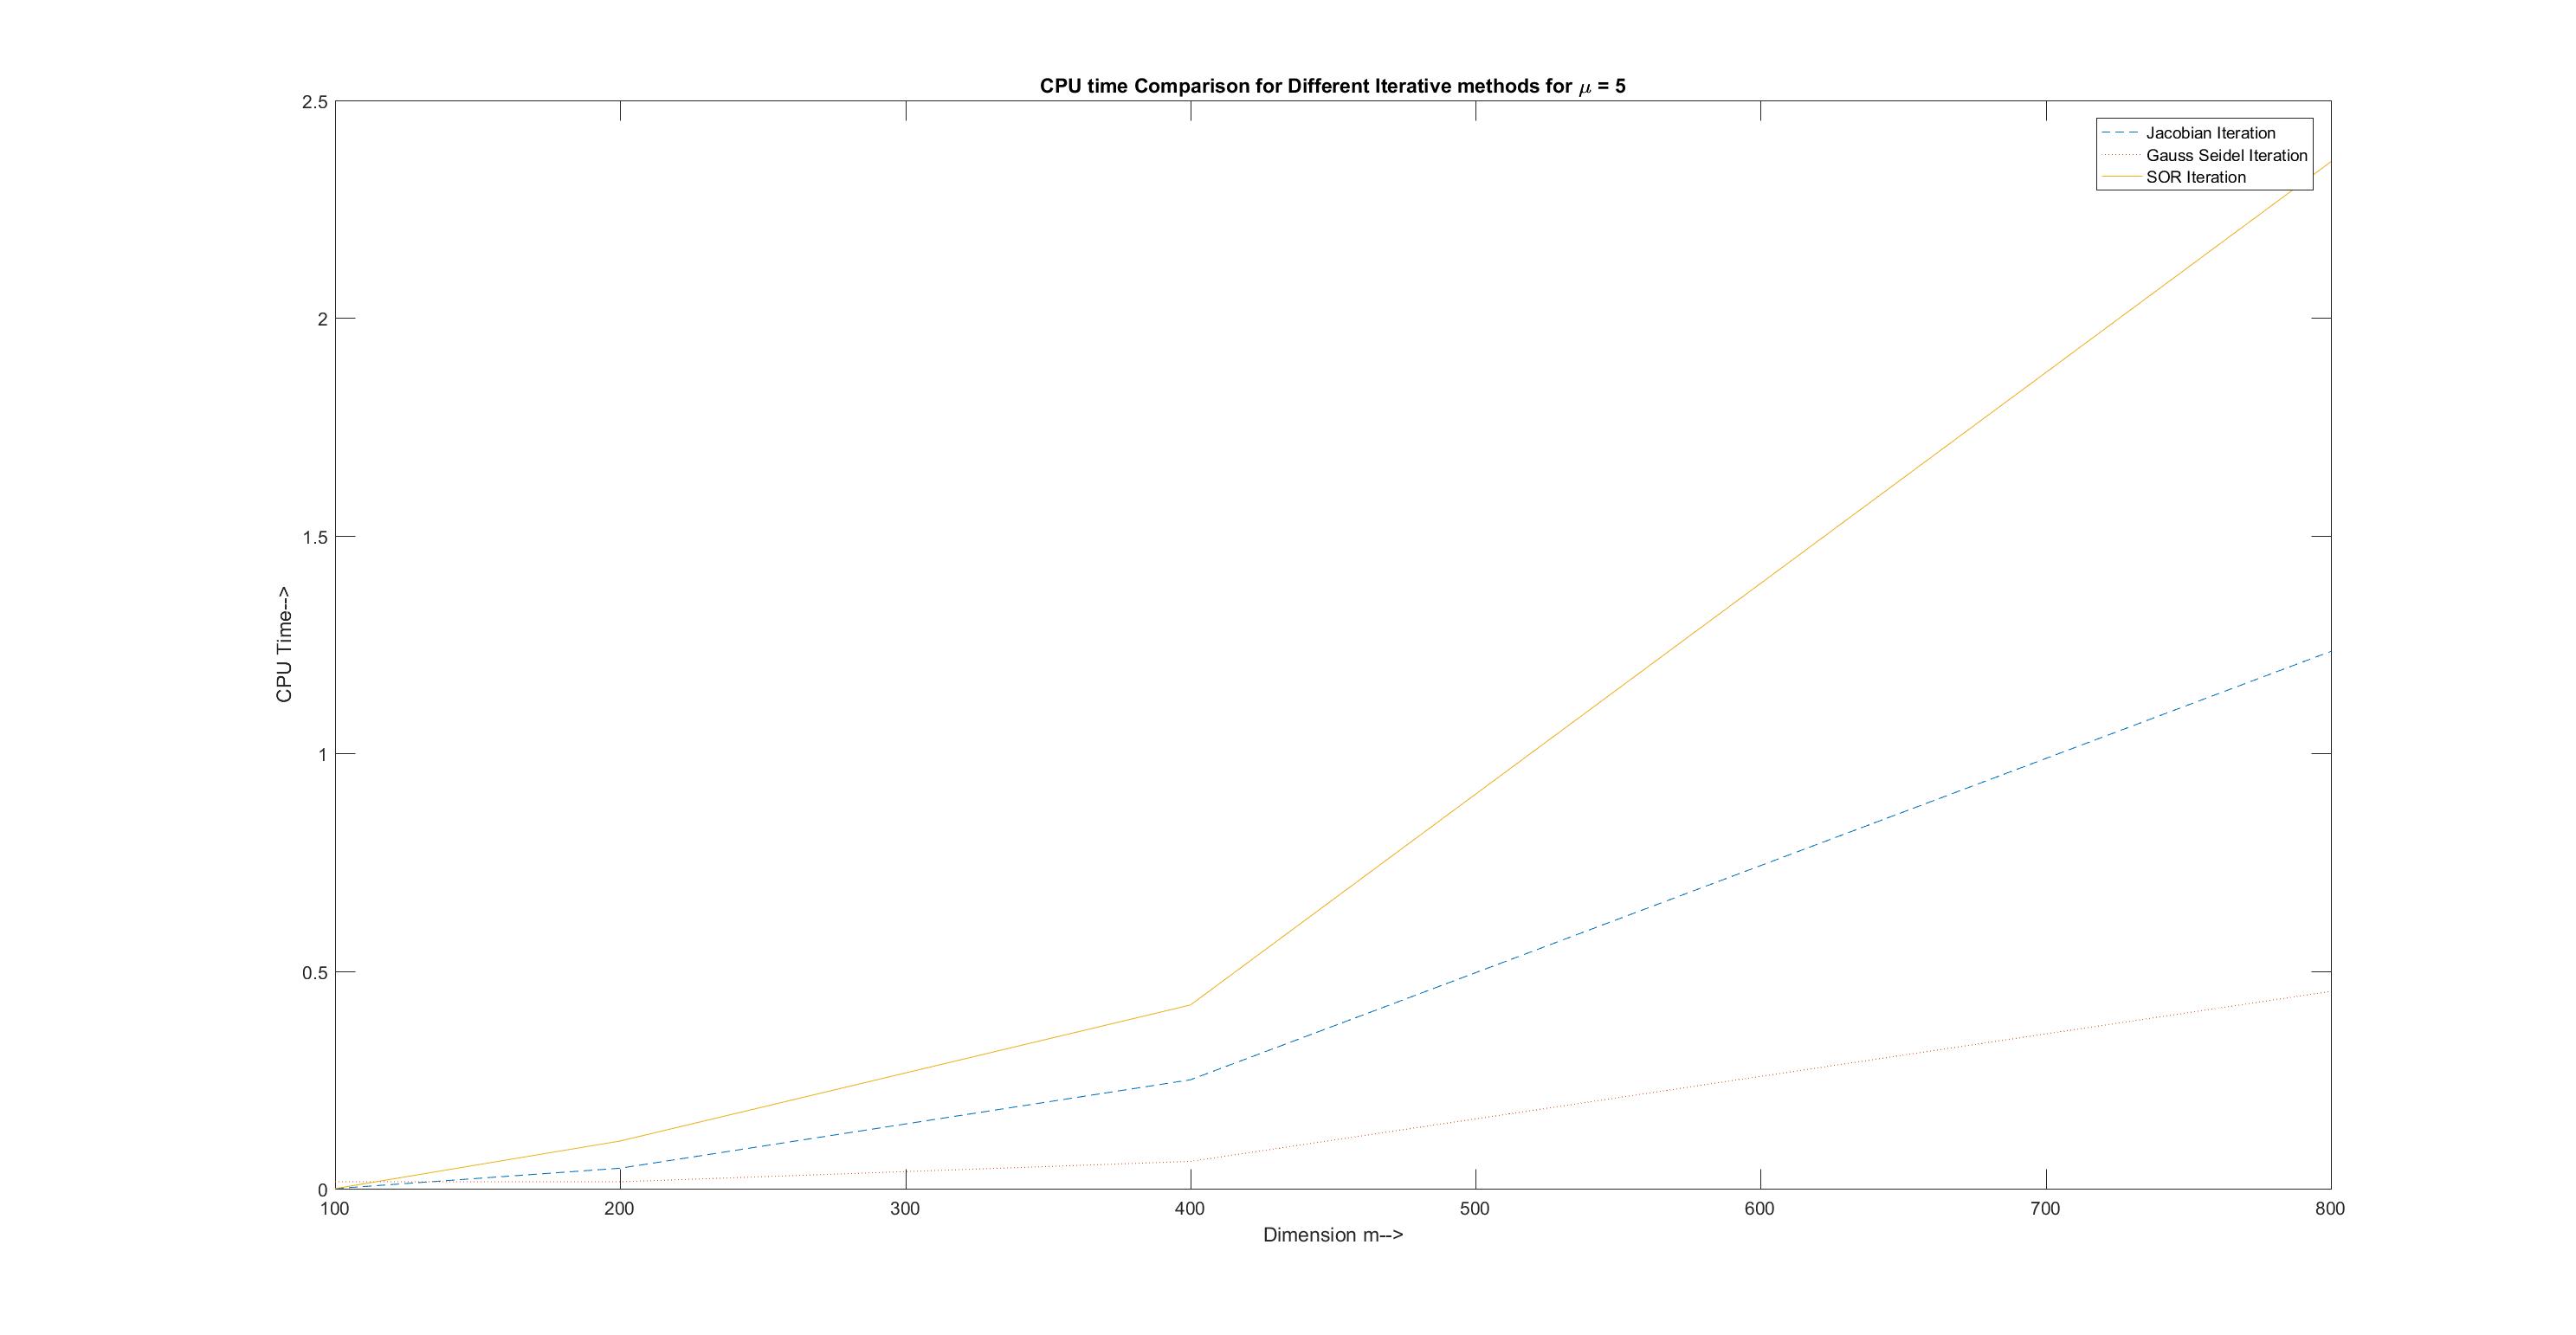 CPU time Comparison for Different Iterative methods for μ = 5
2.5
2
1.5
1
0.5
0
CPU Time-->
Jacobian Iteration
Gauss Seidel Iteration
SOR Iteration
100 200 300 400 500 600 700 800
Dimension m-->